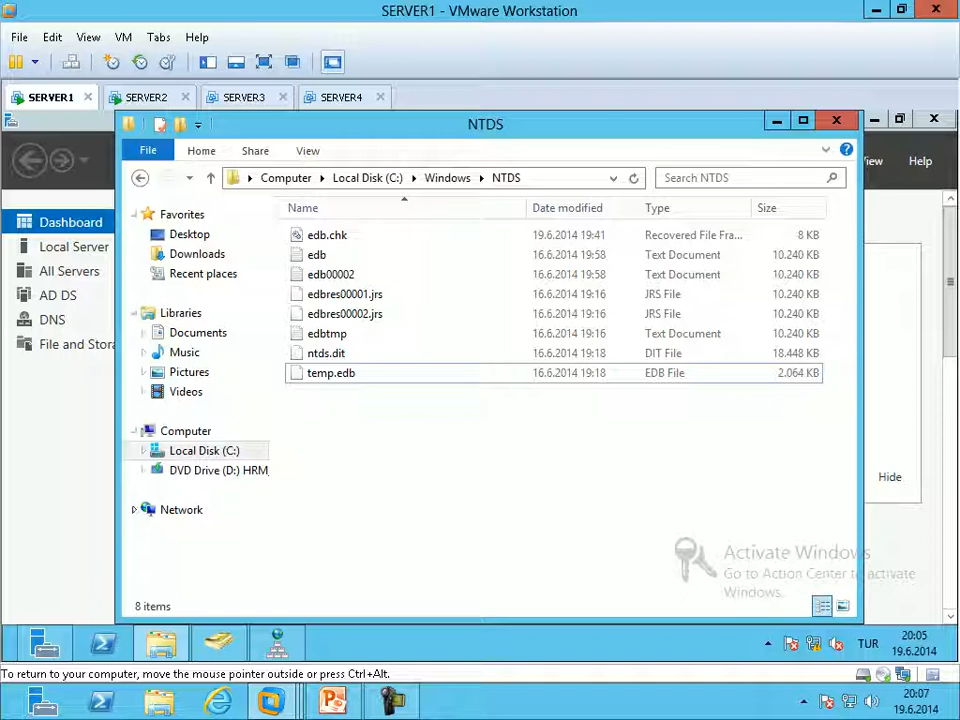 SERVER1 - VMware Workstation
File Edit View VM Tabs Help
SERVER1 SERVER2 SERVER3 SERVER4
NTDS
File Home Share View
View Help
Computer Local Disk (C:) Windows NTDS Search NTDS
Name Date modified Type Size
edb.chk 19.6.2014 19:41 Recovered File Fra... 8 KB
edb 16.6.2014 19:58 Text Document 10.240 KB
edb00002 16.6.2014 19:58 Text Document 10.240 KB
edbres00001.jrs 16.6.2014 19:16 JRS File 10.240 KB
edbres00002.jrs 16.6.2014 19:16 JRS File 10.240 KB
edbtmp 16.6.2014 19:16 Text Document 10.240 KB
ntds.dit 16.6.2014 19:18 DIT File 18.448 KB
temp.edb 16.6.2014 19:18 EDB File 2.064 KB
Favorites
Desktop
Downloads
Recent places
Libraries
Documents
Music
Pictures
Videos
Computer
Local Disk (C:)
DVD Drive (D:) HRM
Network
Dashboard
Local Server
All Servers
AD DS
DNS
File and Stora
Hide
Activate Windows
Go to Action Center to activate
Windows.
8 items
TUR 20:05
19.6.2014
To return to your computer, move the mouse pointer outside or press Ctrl+Alt.
20:07
19.6.2014